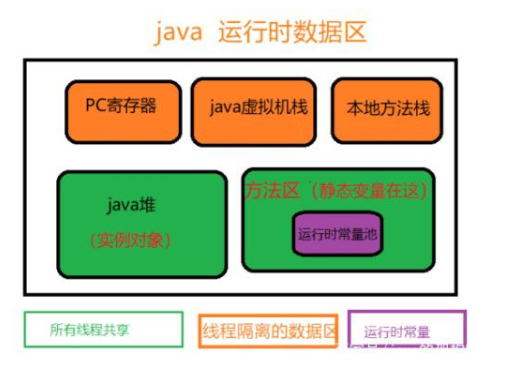 java 运行时数据区
PC寄存器
java虚拟机栈
本地方法栈
java堆
（实例对象）
方法区（静态变量在这）
运行时常量池
所有线程共享
线程隔离的数据区
运行时常量